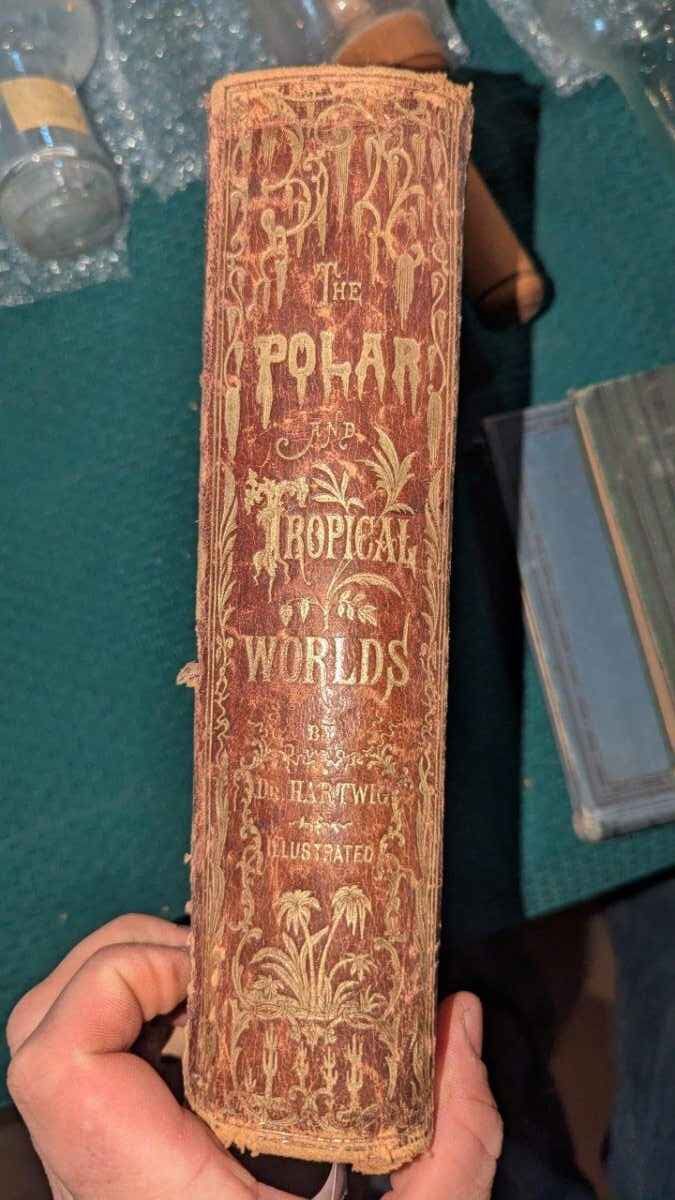 THE
POLAR
AND
TROPICAL
WORLDS
BY
DR. HARTWIG
ILLUSTRATED